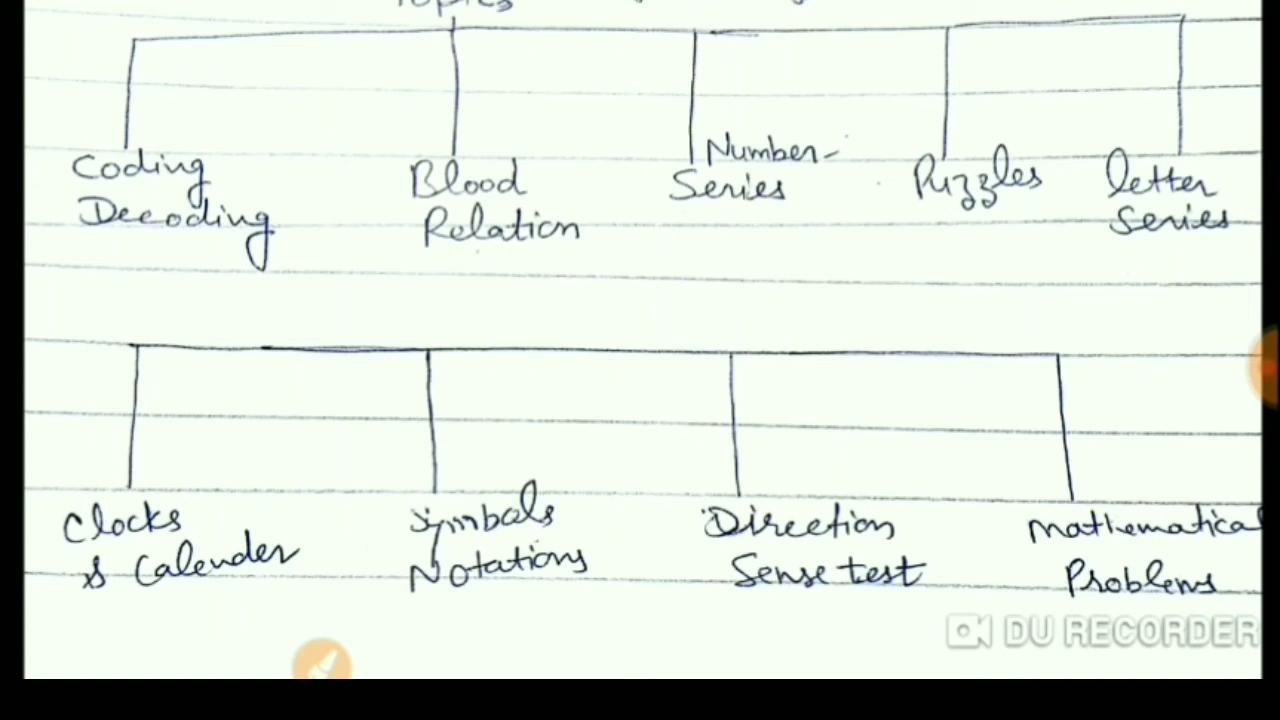 Topics
Coding
Decoding
Blood
Relation
Number-
Series
Puzzles
letter
Series
Clocks
& Calender
Symbols
Notations
Direction
Sense test
Mathematical
Problems
DU RECORDER